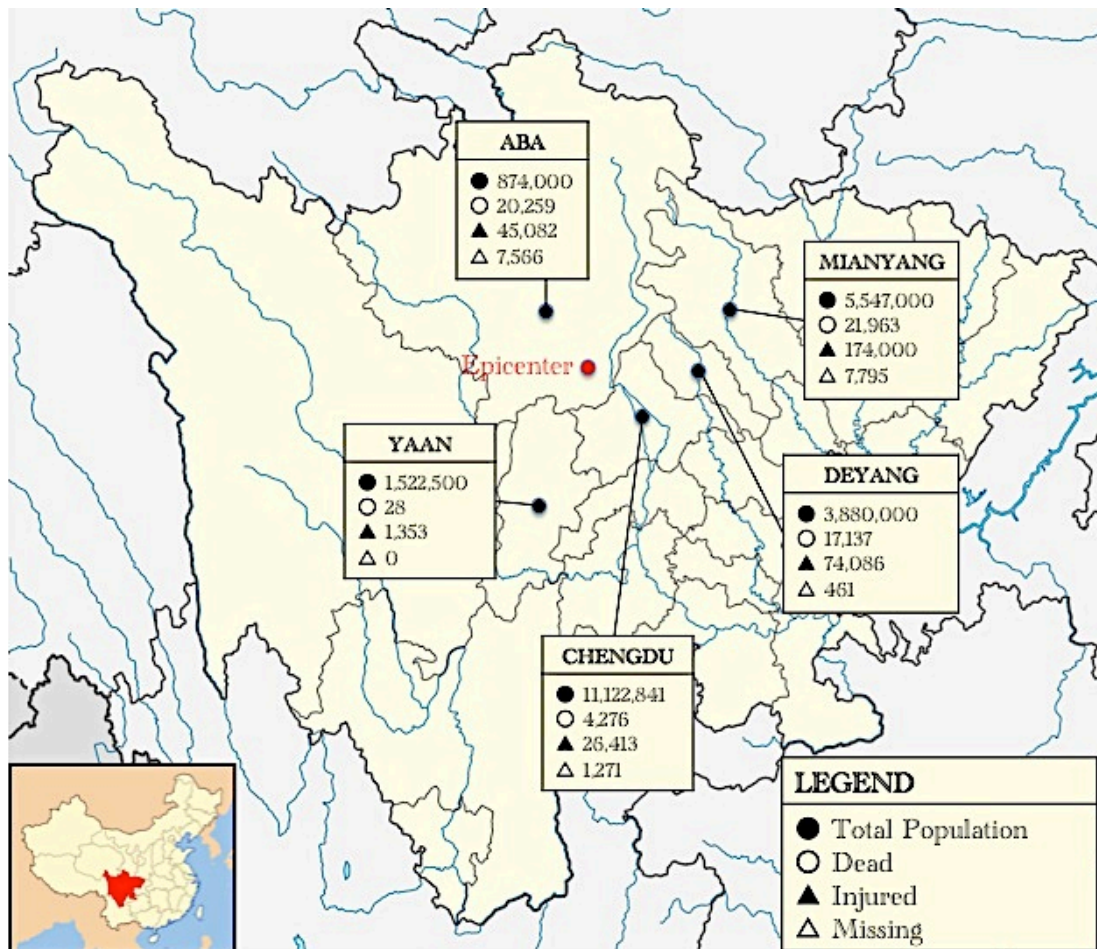 ABA
874,000
20,259
45,082
7,566
MIANYANG
5,547,000
21,963
174,000
7,795
Epicenter
YAAN
1,522,500
28
1,353
0
DEYANG
3,880,000
17,137
74,086
461
CHENGDU
11,122,841
4,276
26,413
1,271
LEGEND
Total Population
Dead
Injured
Missing